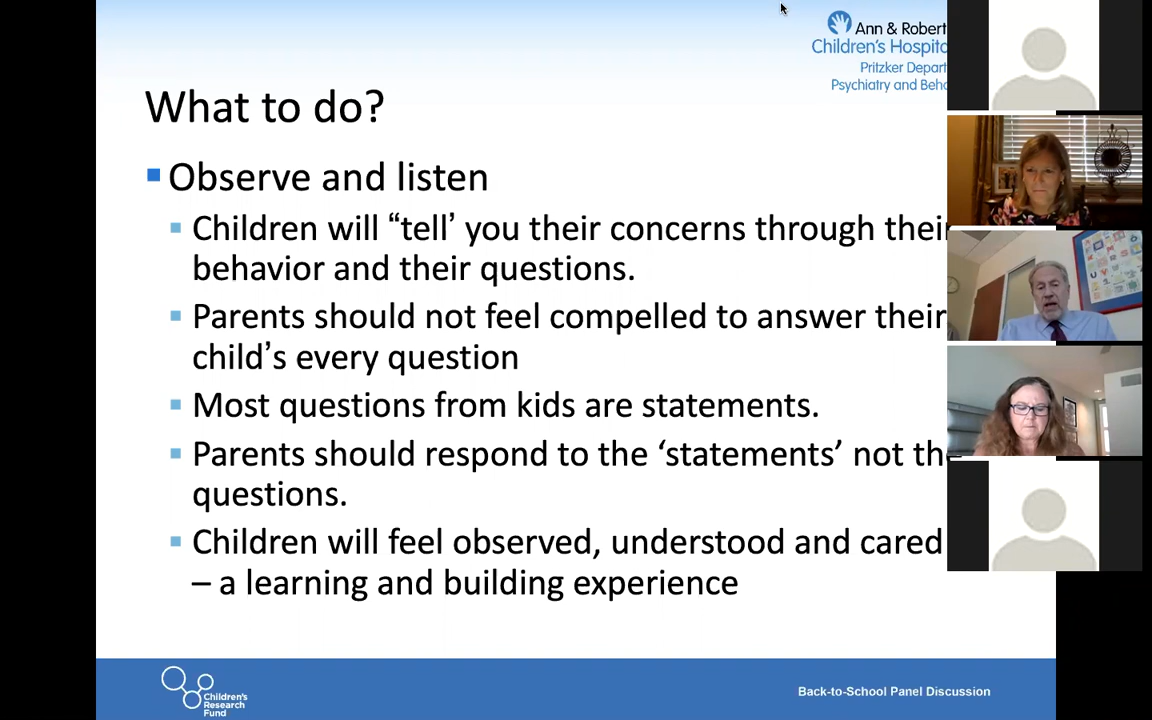 Ann & Robert
Children's Hospit
Pritzker Depart
Psychiatry and Beh
What to do?
Observe and listen
Children will “tell’ you their concerns through their
behavior and their questions.
Parents should not feel compelled to answer their
child’s every question
Most questions from kids are statements.
Parents should respond to the ‘statements’ not th
questions.
Children will feel observed, understood and cared
– a learning and building experience
Children's
Research
Fund
Back-to-School Panel Discussion